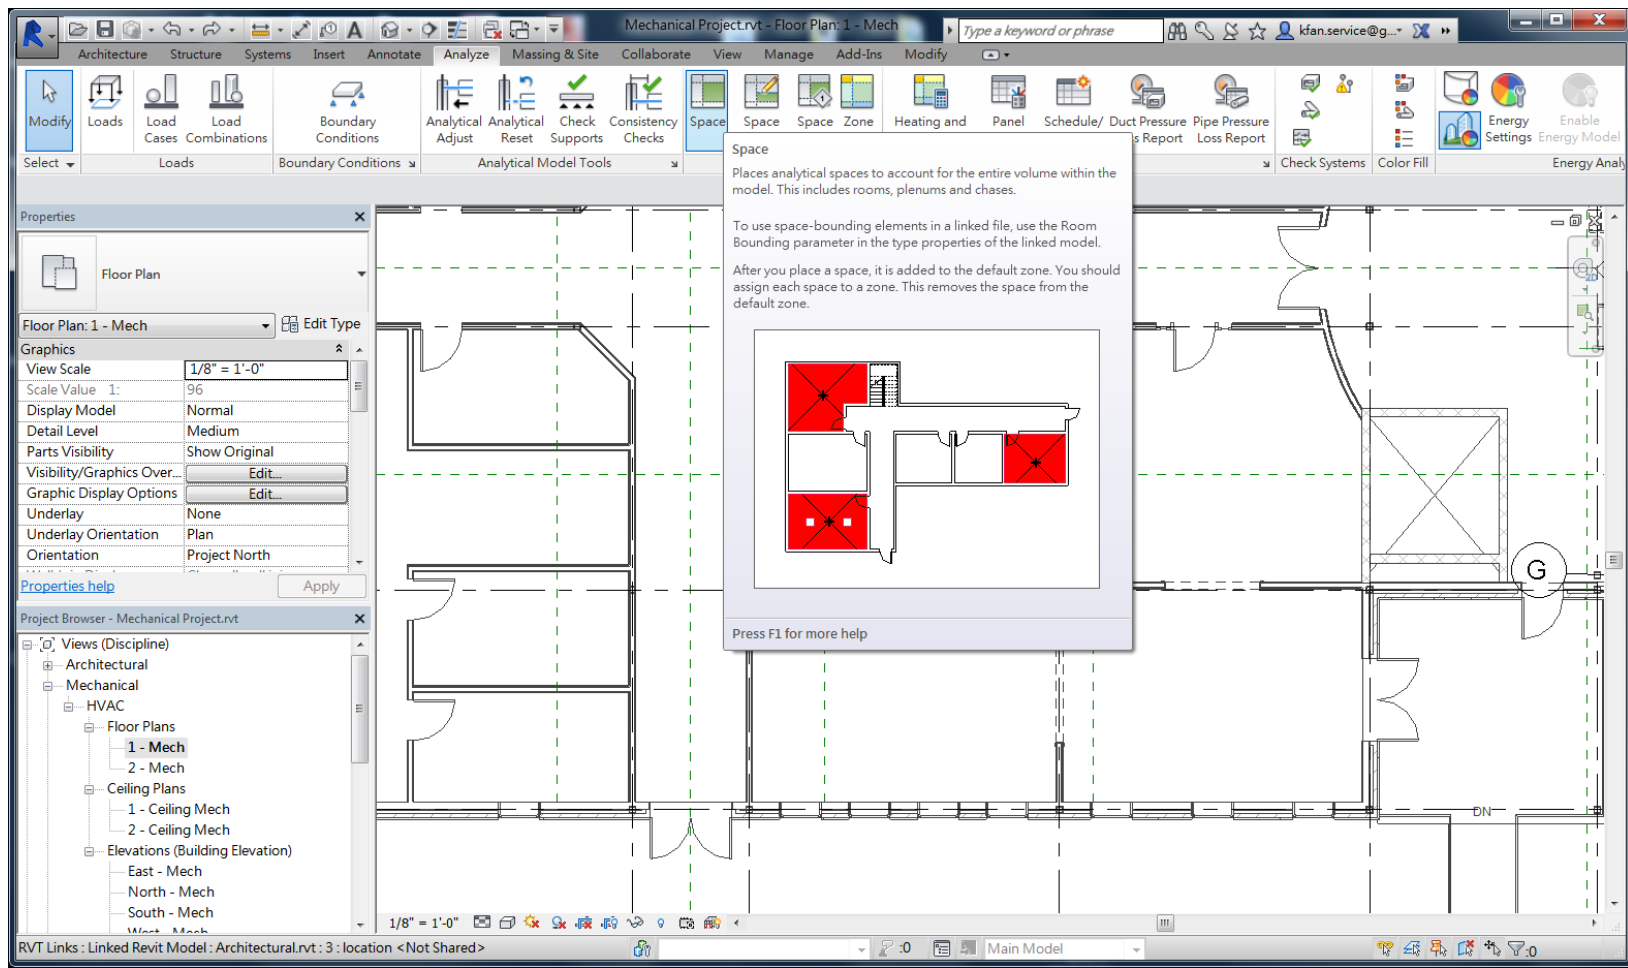 Mechanical Project.rvt - Floor Plan: 1 - Mech
Type a keyword or phrase
kfan.service@g...
Architecture Structure Systems Insert Annotate Analyze Massing & Site Collaborate View Manage Add-Ins Modify
Modify
Loads
Load
Cases
Load
Combinations
Boundary
Conditions
Analytical
Adjust
Analytical
Reset
Check
Supports
Consistency
Checks
Space
Space
Space
Zone
Heating and
Panel
Schedule/
Duct Pressure
s Report
Pipe Pressure
Loss Report
Energy
Settings
Enable
Energy Model
Select
Loads
Boundary Conditions
Analytical Model Tools
Check Systems
Color Fill
Energy Analy
Space
Places analytical spaces to account for the entire volume within the
model. This includes rooms, plenums and chases.
To use space-bounding elements in a linked file, use the Room
Bounding parameter in the type properties of the linked model.
After you place a space, it is added to the default zone. You should
assign each space to a zone. This removes the space from the
default zone.
Press F1 for more help
Properties
Floor Plan
Floor Plan: 1 - Mech
Edit Type
Graphics
View Scale 1/8" = 1'-0"
Scale Value 1: 96
Display Model Normal
Detail Level Medium
Parts Visibility Show Original
Visibility/Graphics Over... Edit...
Graphic Display Options Edit...
Underlay None
Underlay Orientation Plan
Orientation Project North
Properties help
Apply
Project Browser - Mechanical Project.rvt
Views (Discipline)
Architectural
Mechanical
HVAC
Floor Plans
1 - Mech
2 - Mech
Ceiling Plans
1 - Ceiling Mech
2 - Ceiling Mech
Elevations (Building Elevation)
East - Mech
North - Mech
South - Mech
West - Mech
2D
G
DN
1/8" = 1'-0"
RVT Links : Linked Revit Model : Architectural.rvt : 3 : location <Not Shared>
:0
Main Model
:0